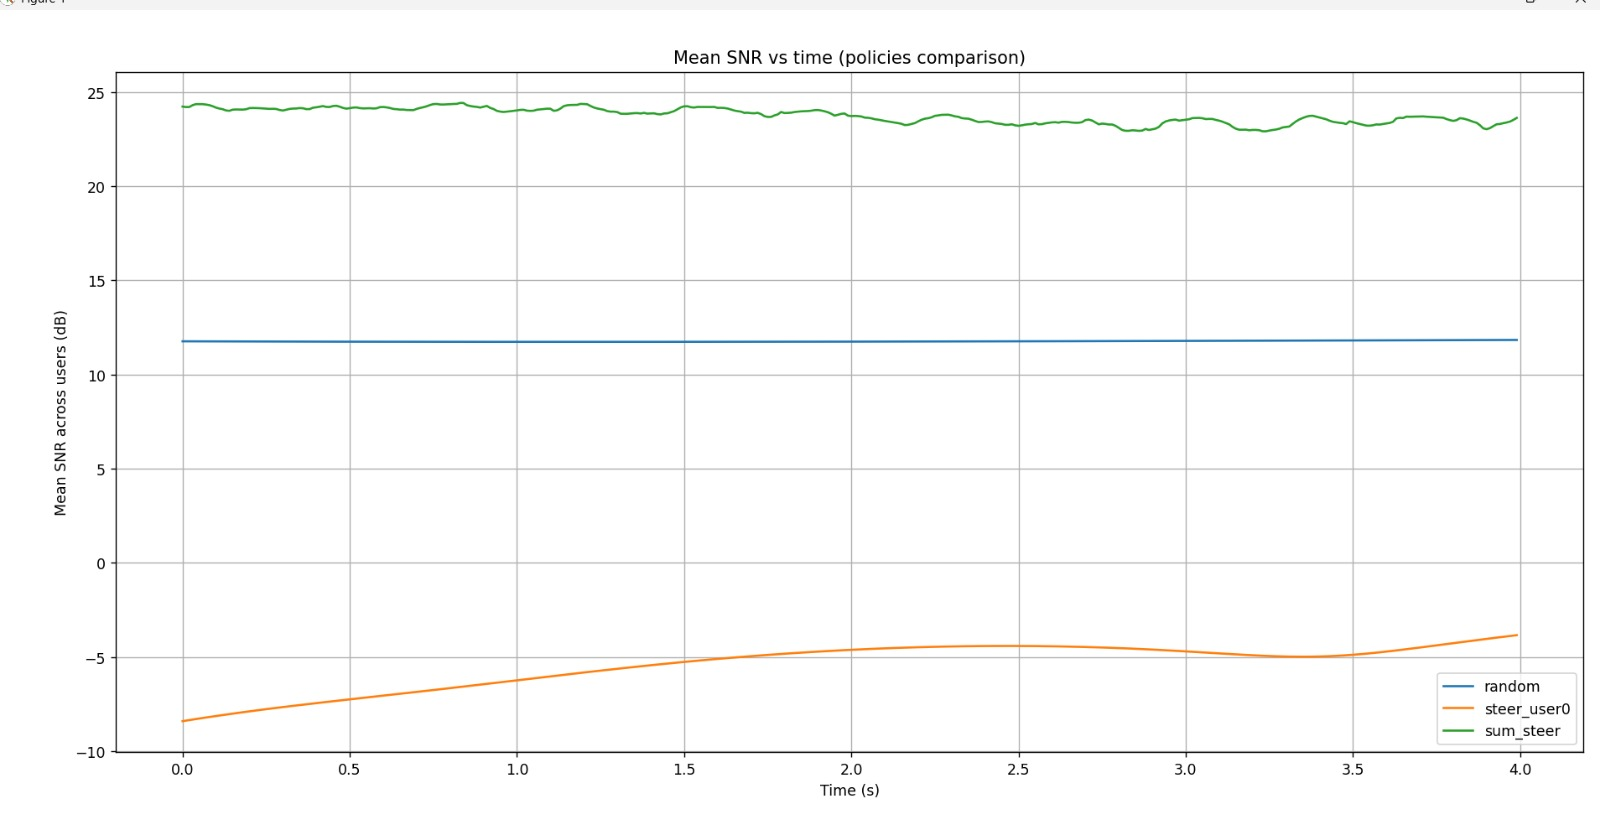 Mean SNR vs time (policies comparison)
25
20
15
10
5
0
−5
−10
Mean SNR across users (dB)
0.0 0.5 1.0 1.5 2.0 2.5 3.0 3.5 4.0
Time (s)
random
steer_user0
sum_steer